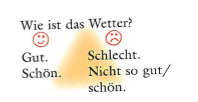 Wie ist das Wetter?
Gut. Schlecht.
Schön. Nicht so gut/
schön.